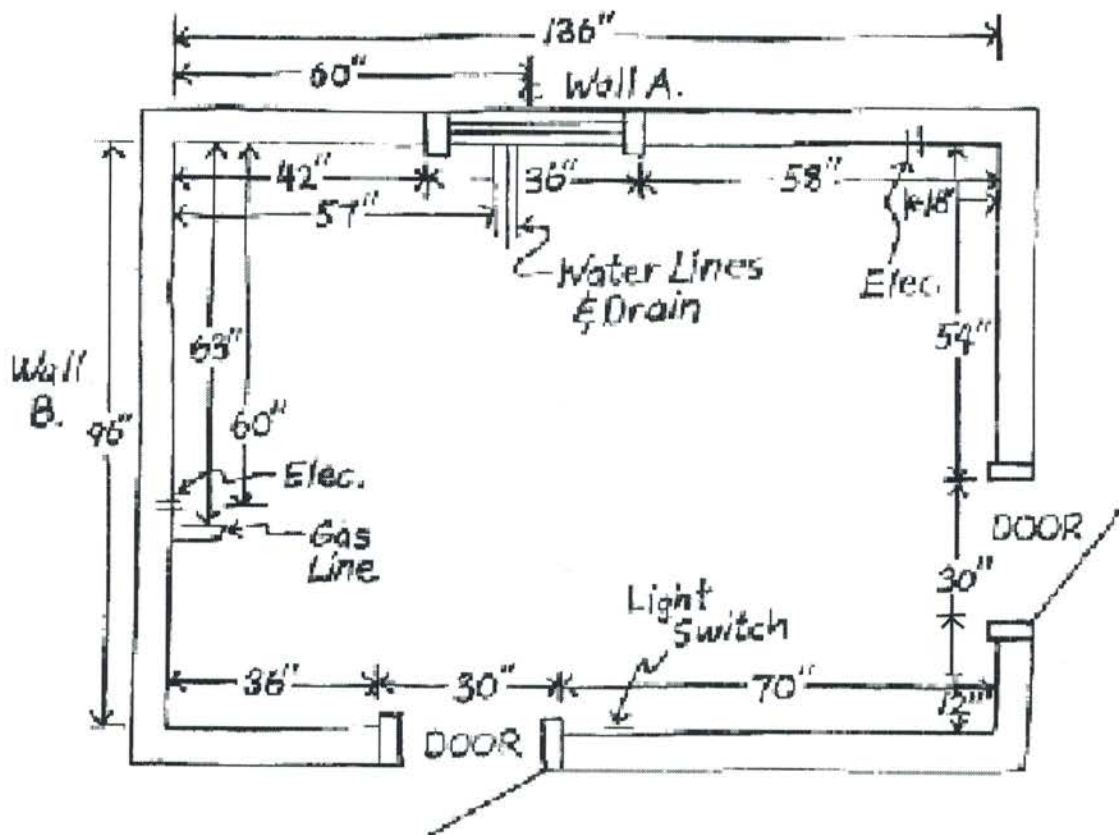 136"
60"
Wall A.
42"
36"
58"
57"
18"
Water Lines
& Drain
Elec.
63"
54"
Wall
B.
96"
60"
Elec.
Gas
Line
DOOR
30"
Light
Switch
36"
30"
70"
12"
DOOR